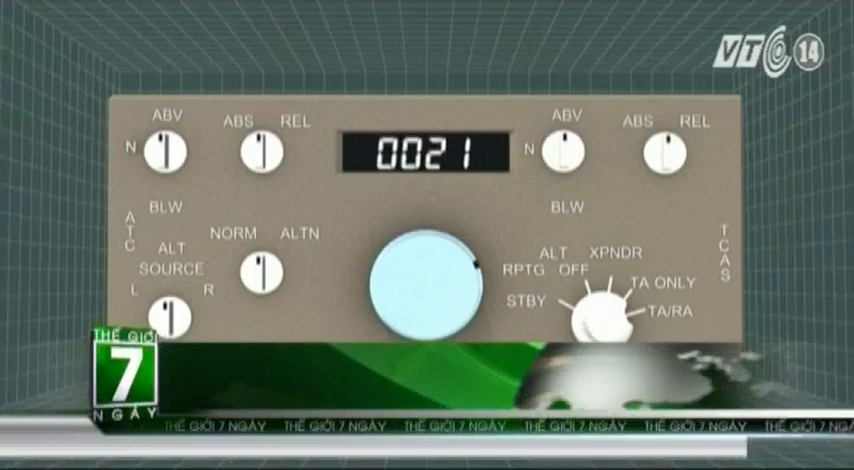 VTC 14
ABV
ABS REL
ABV
ABS REL
N
0021
N
BLW
BLW
ATC
TCAS
NORM ALTN
ALT
SOURCE
L R
ALT XPNDR
RPTG OFF
TA ONLY
STBY
TA/RA
THẾ GIỚI
7
NGÀY
THẾ GIỚI 7 NGÀY THẾ GIỚI 7 NGÀY THẾ GIỚI 7 NGÀY THẾ GIỚI 7 NGÀY THẾ GIỚI 7 NGÀY THẾ GIỚI 7 NGÀY